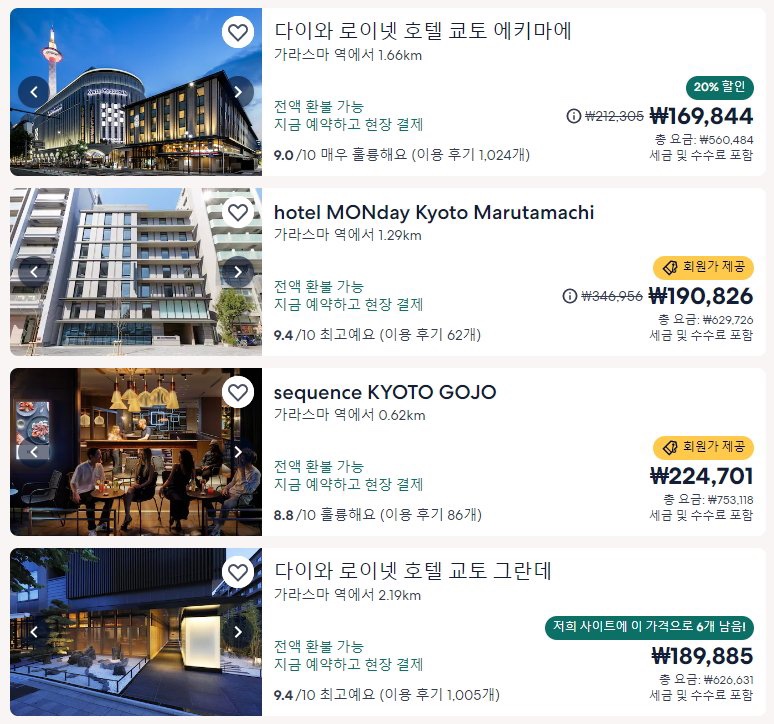 다이와 로이넷 호텔 쿄토 에키마에
가라스마 역에서 1.66km
20% 할인
전액 환불 가능
지금 예약하고 현장 결제
₩212,305 ₩169,844
총 요금: ₩560,484
9.0/10 매우 훌륭해요 (이용 후기 1,024개)
세금 및 수수료 포함
hotel MONday Kyoto Marutamachi
가라스마 역에서 1.29km
회원가 제공
전액 환불 가능
지금 예약하고 현장 결제
₩346,956 ₩190,826
총 요금: ₩629,726
9.4/10 최고예요 (이용 후기 62개)
세금 및 수수료 포함
sequence KYOTO GOJO
가라스마 역에서 0.62km
회원가 제공
전액 환불 가능
지금 예약하고 현장 결제
₩224,701
총 요금: ₩753,118
8.8/10 훌륭해요 (이용 후기 86개)
세금 및 수수료 포함
다이와 로이넷 호텔 교토 그란데
가라스마 역에서 2.19km
저희 사이트에 이 가격으로 6개 남음!
전액 환불 가능
지금 예약하고 현장 결제
₩189,885
총 요금: ₩626,631
9.4/10 최고예요 (이용 후기 1,005개)
세금 및 수수료 포함